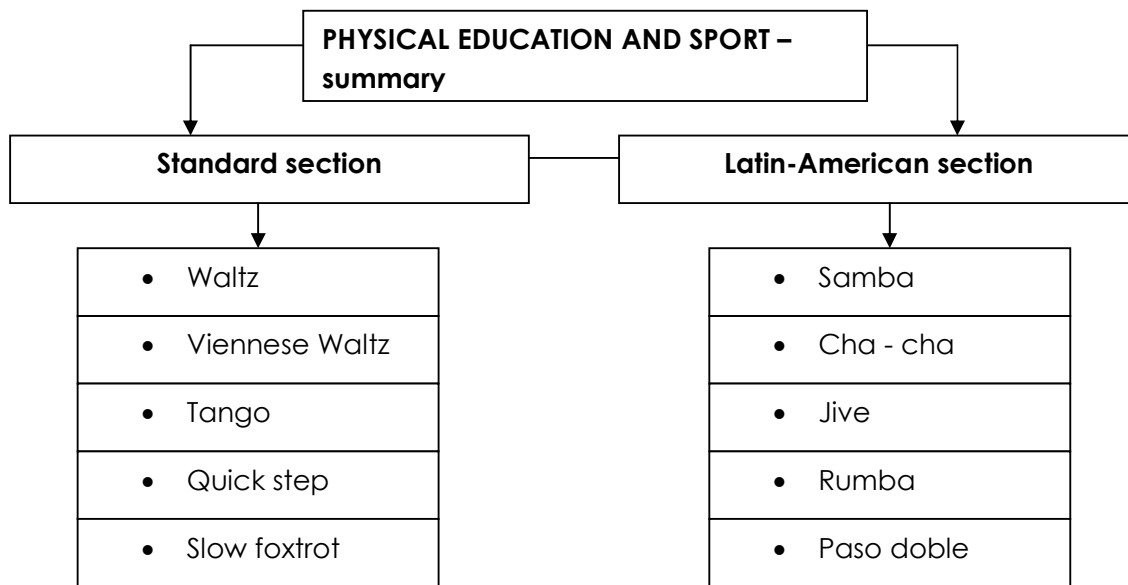 PHYSICAL EDUCATION AND SPORT –
summary
Standard section
Latin-American section
• Waltz
• Viennese Waltz
• Tango
• Quick step
• Slow foxtrot
• Samba
• Cha - cha
• Jive
• Rumba
• Paso doble